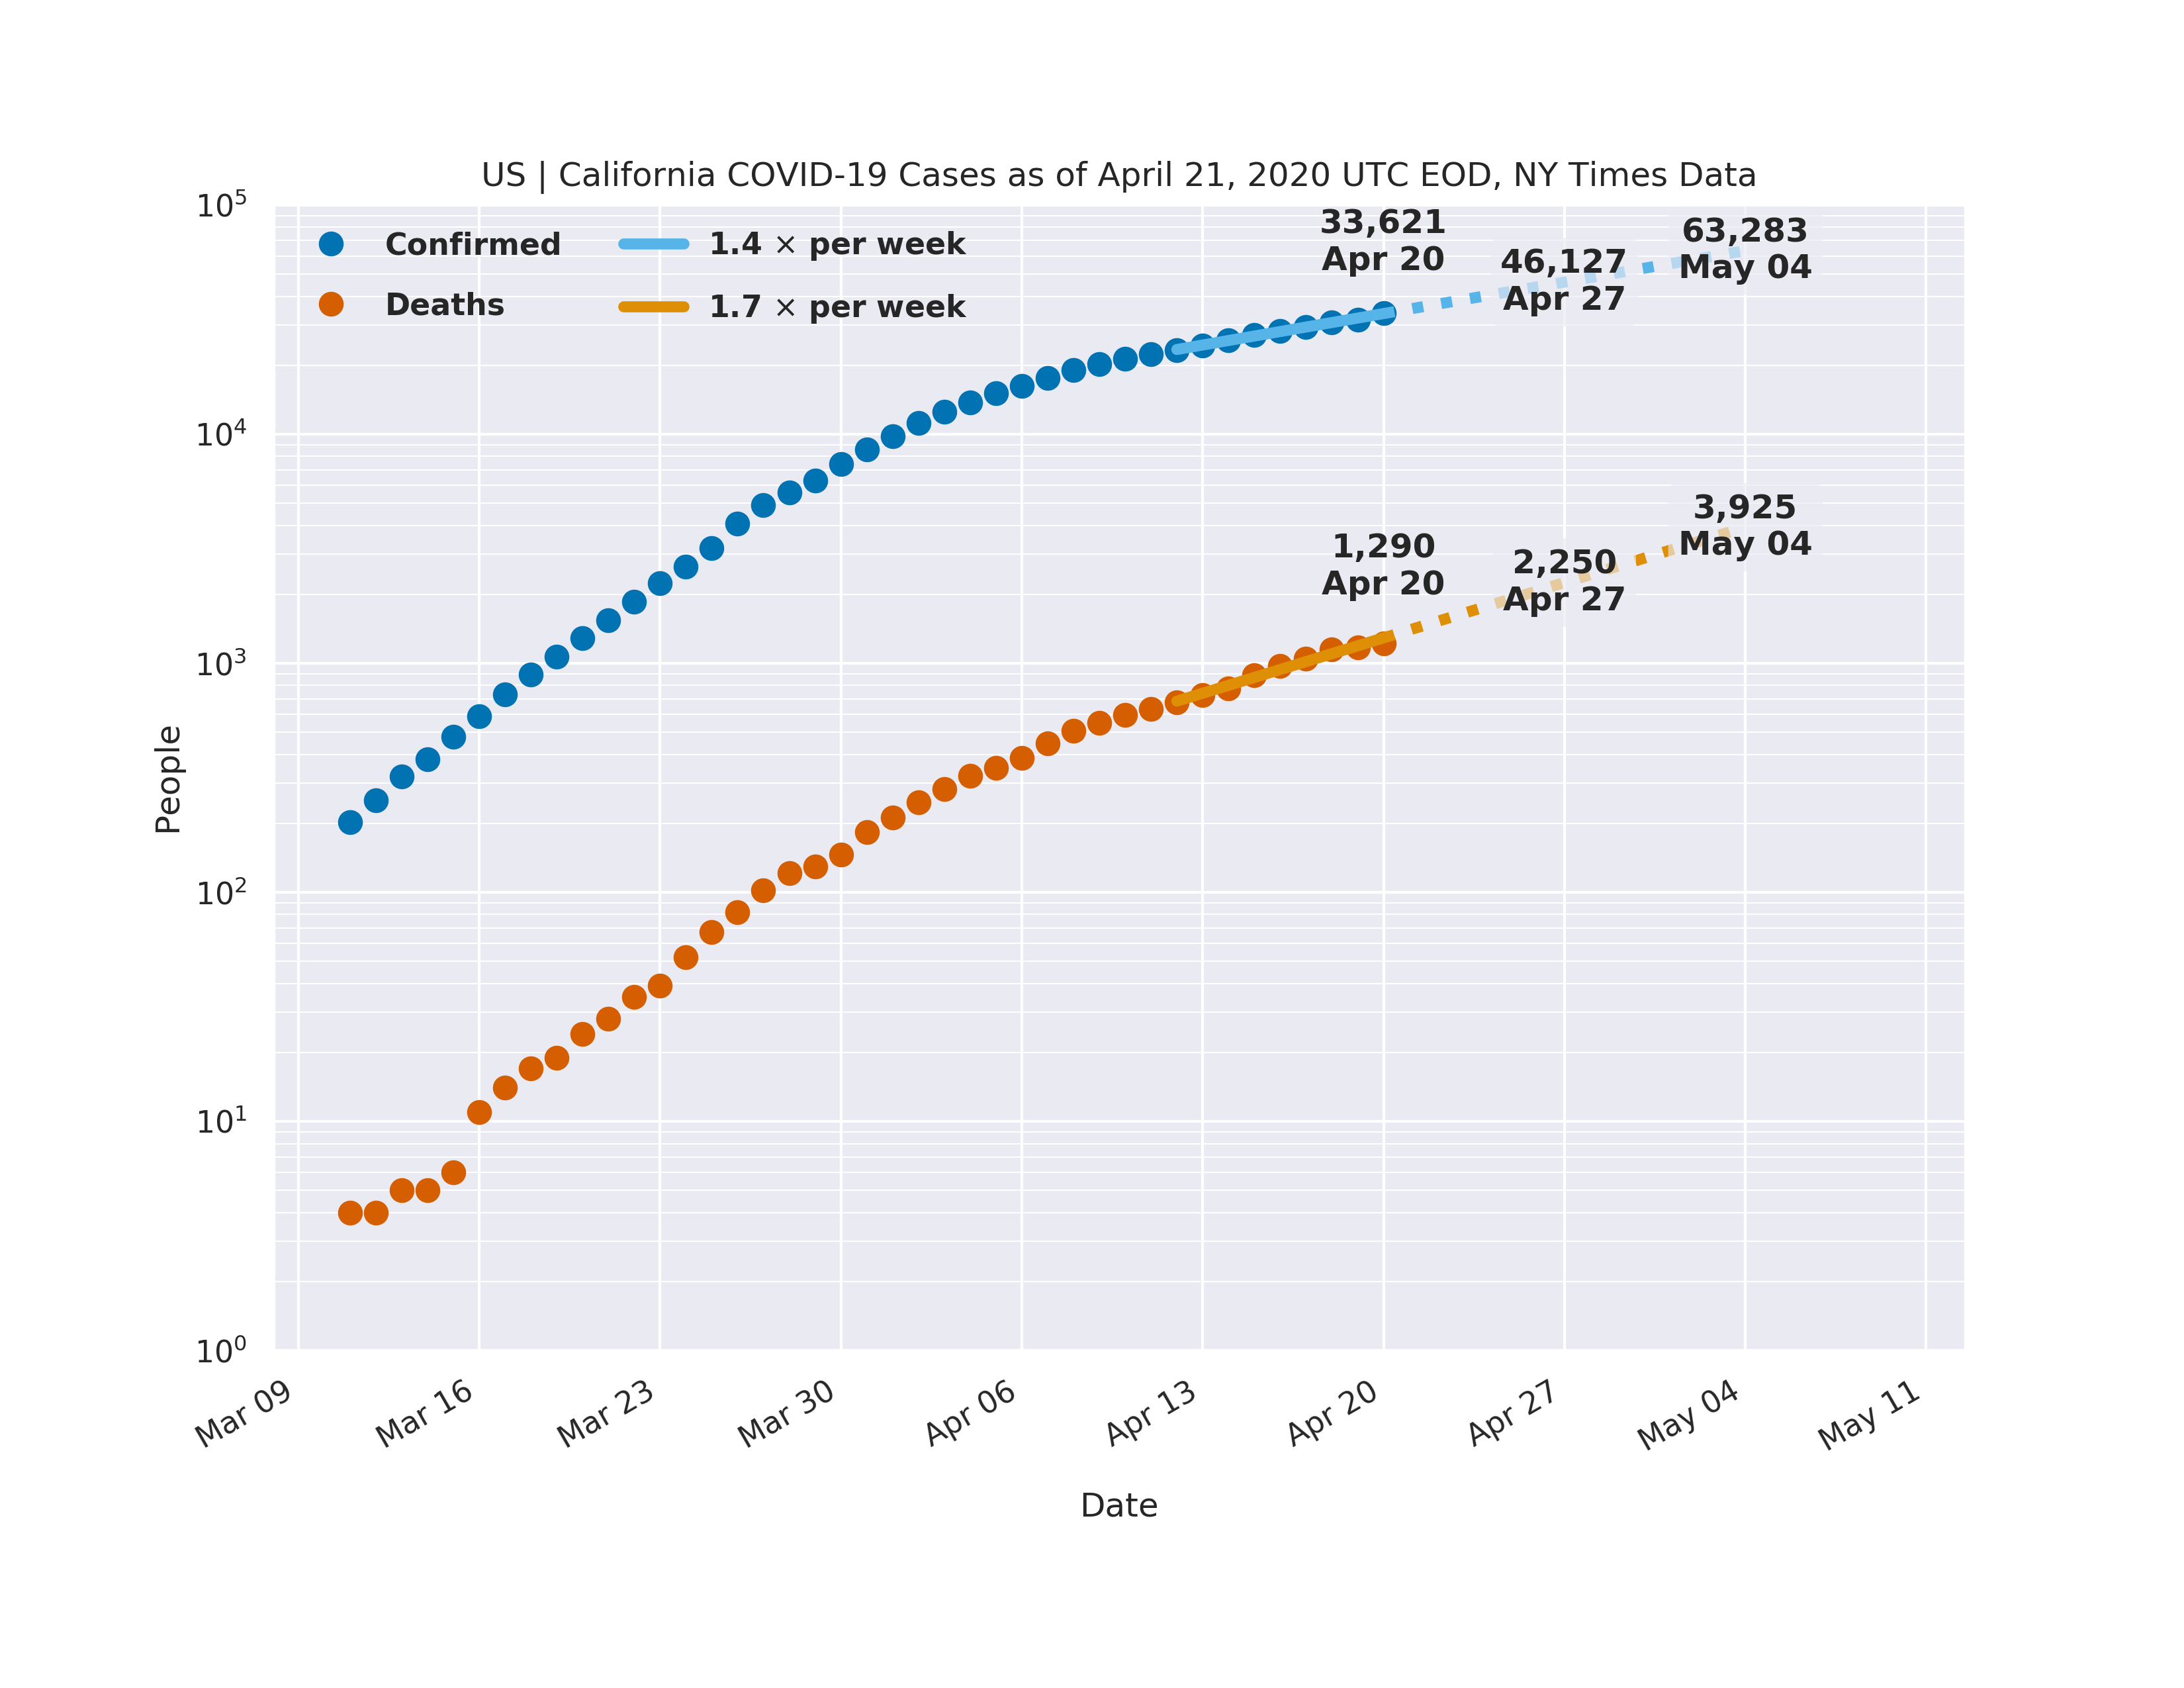 US | California COVID-19 Cases as of April 21, 2020 UTC EOD, NY Times Data
Confirmed
Deaths
1.4 × per week
1.7 × per week
33,621
Apr 20
46,127
Apr 27
63,283
May 04
1,290
Apr 20
2,250
Apr 27
3,925
May 04
People
10⁵
10⁴
10³
10²
10¹
10⁰
Mar 09
Mar 16
Mar 23
Mar 30
Apr 06
Apr 13
Apr 20
Apr 27
May 04
May 11
Date